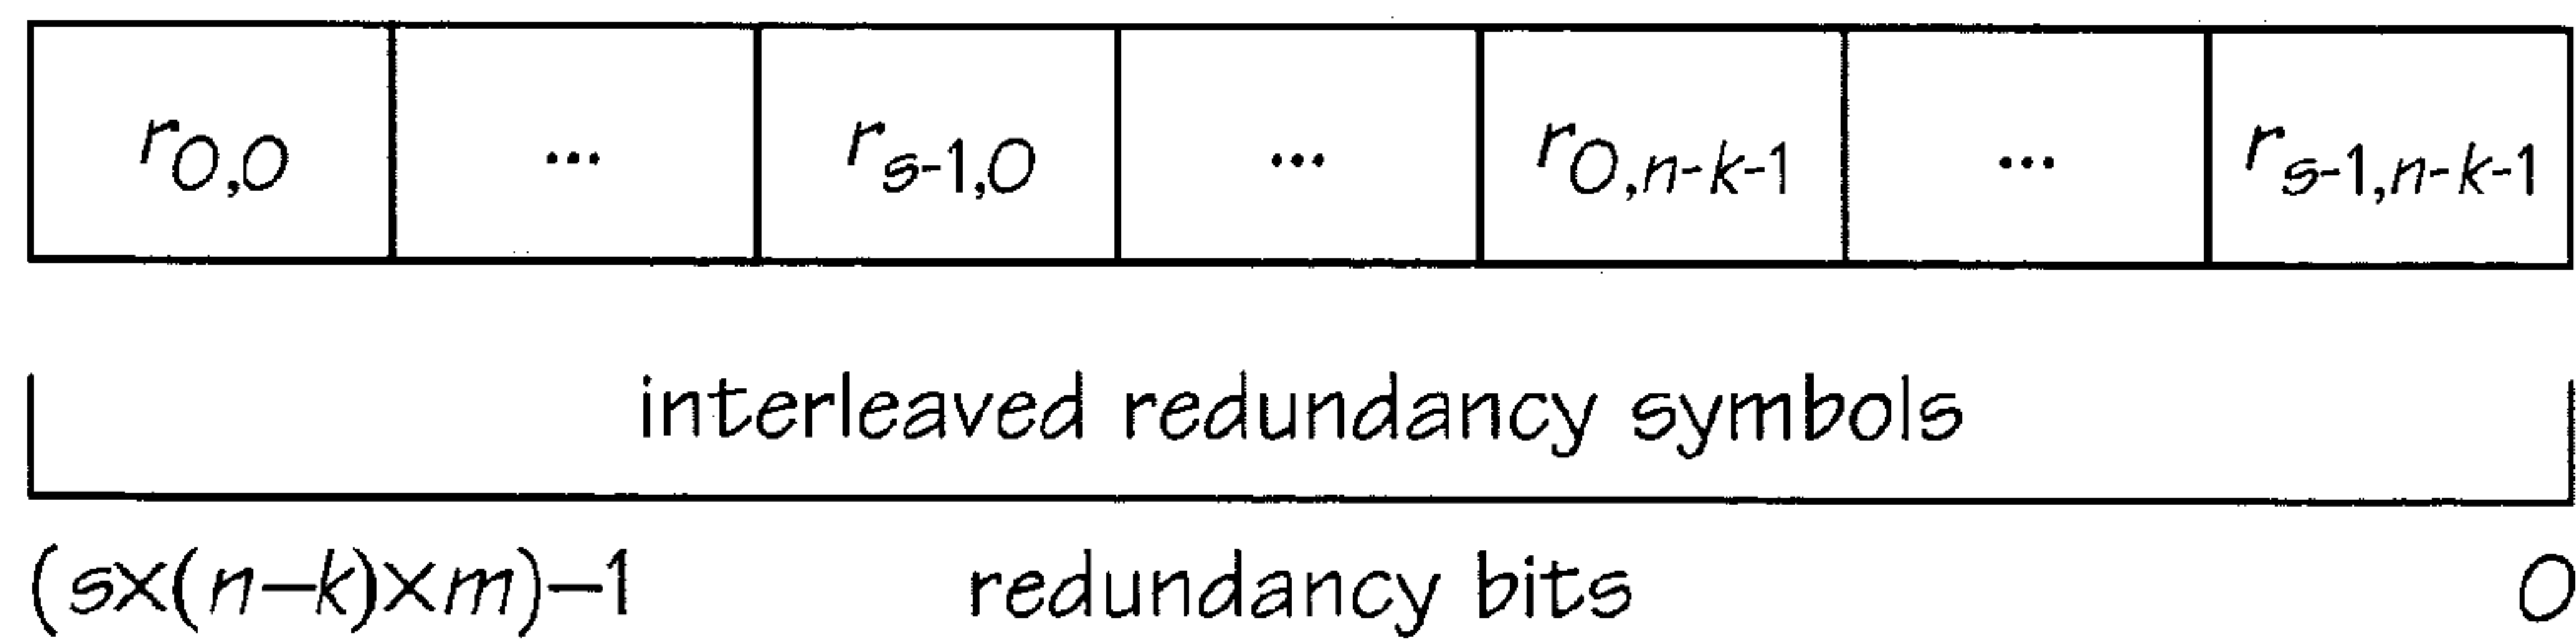 r0,0 ... rs-1,0 ... r0,n-k-1 ... rs-1,n-k-1
interleaved redundancy symbols
(s×(n–k)×m)–1 redundancy bits 0